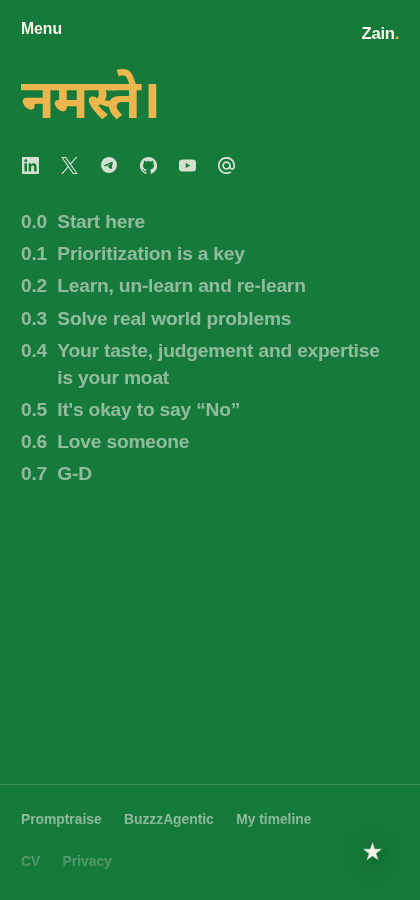 Menu
Zain.
नमस्ते।
0.0 Start here
0.1 Prioritization is a key
0.2 Learn, un-learn and re-learn
0.3 Solve real world problems
0.4 Your taste, judgement and expertise
is your moat
0.5 It's okay to say “No”
0.6 Love someone
0.7 G-D
Promptraise BuzzzAgentic My timeline
CV Privacy